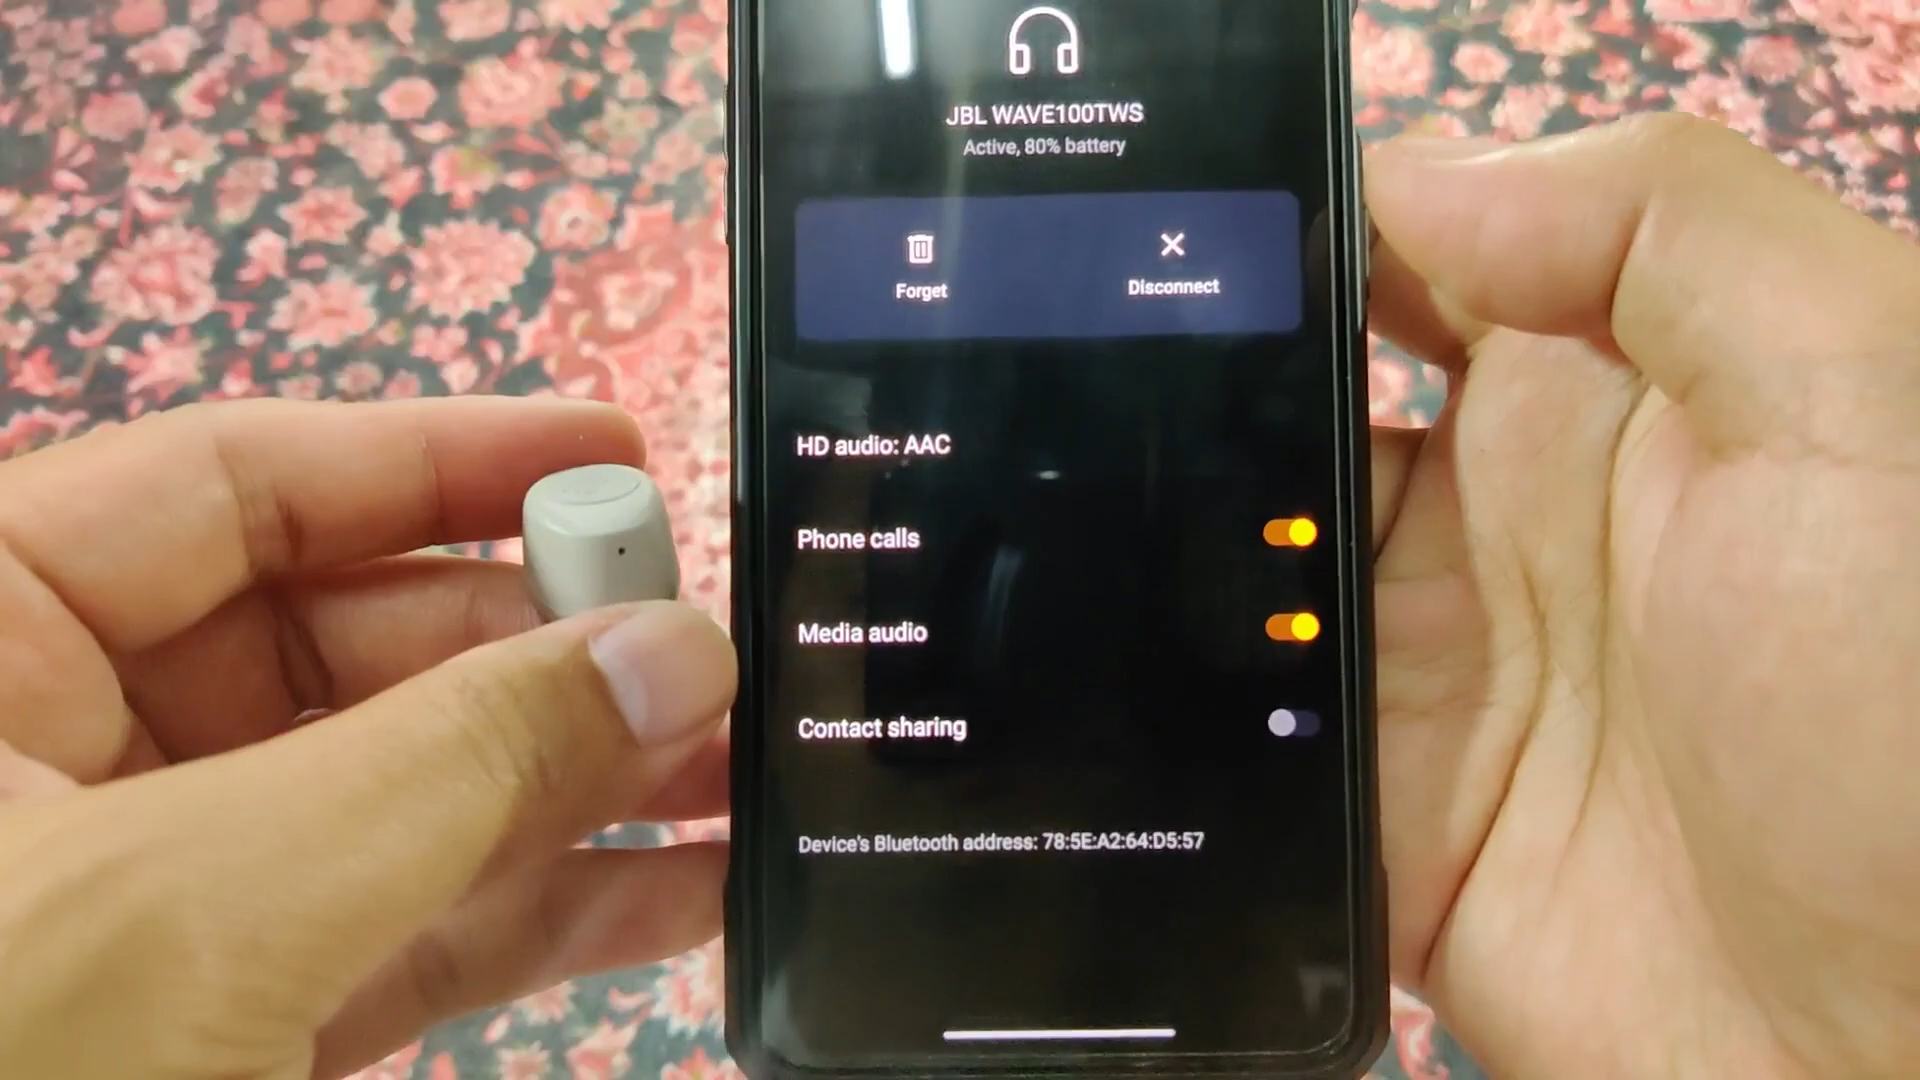 JBL WAVE100TWS
Active, 80% battery
Forget
Disconnect
HD audio: AAC
Phone calls
Media audio
Contact sharing
Device's Bluetooth address: 78:5E:A2:64:D5:57